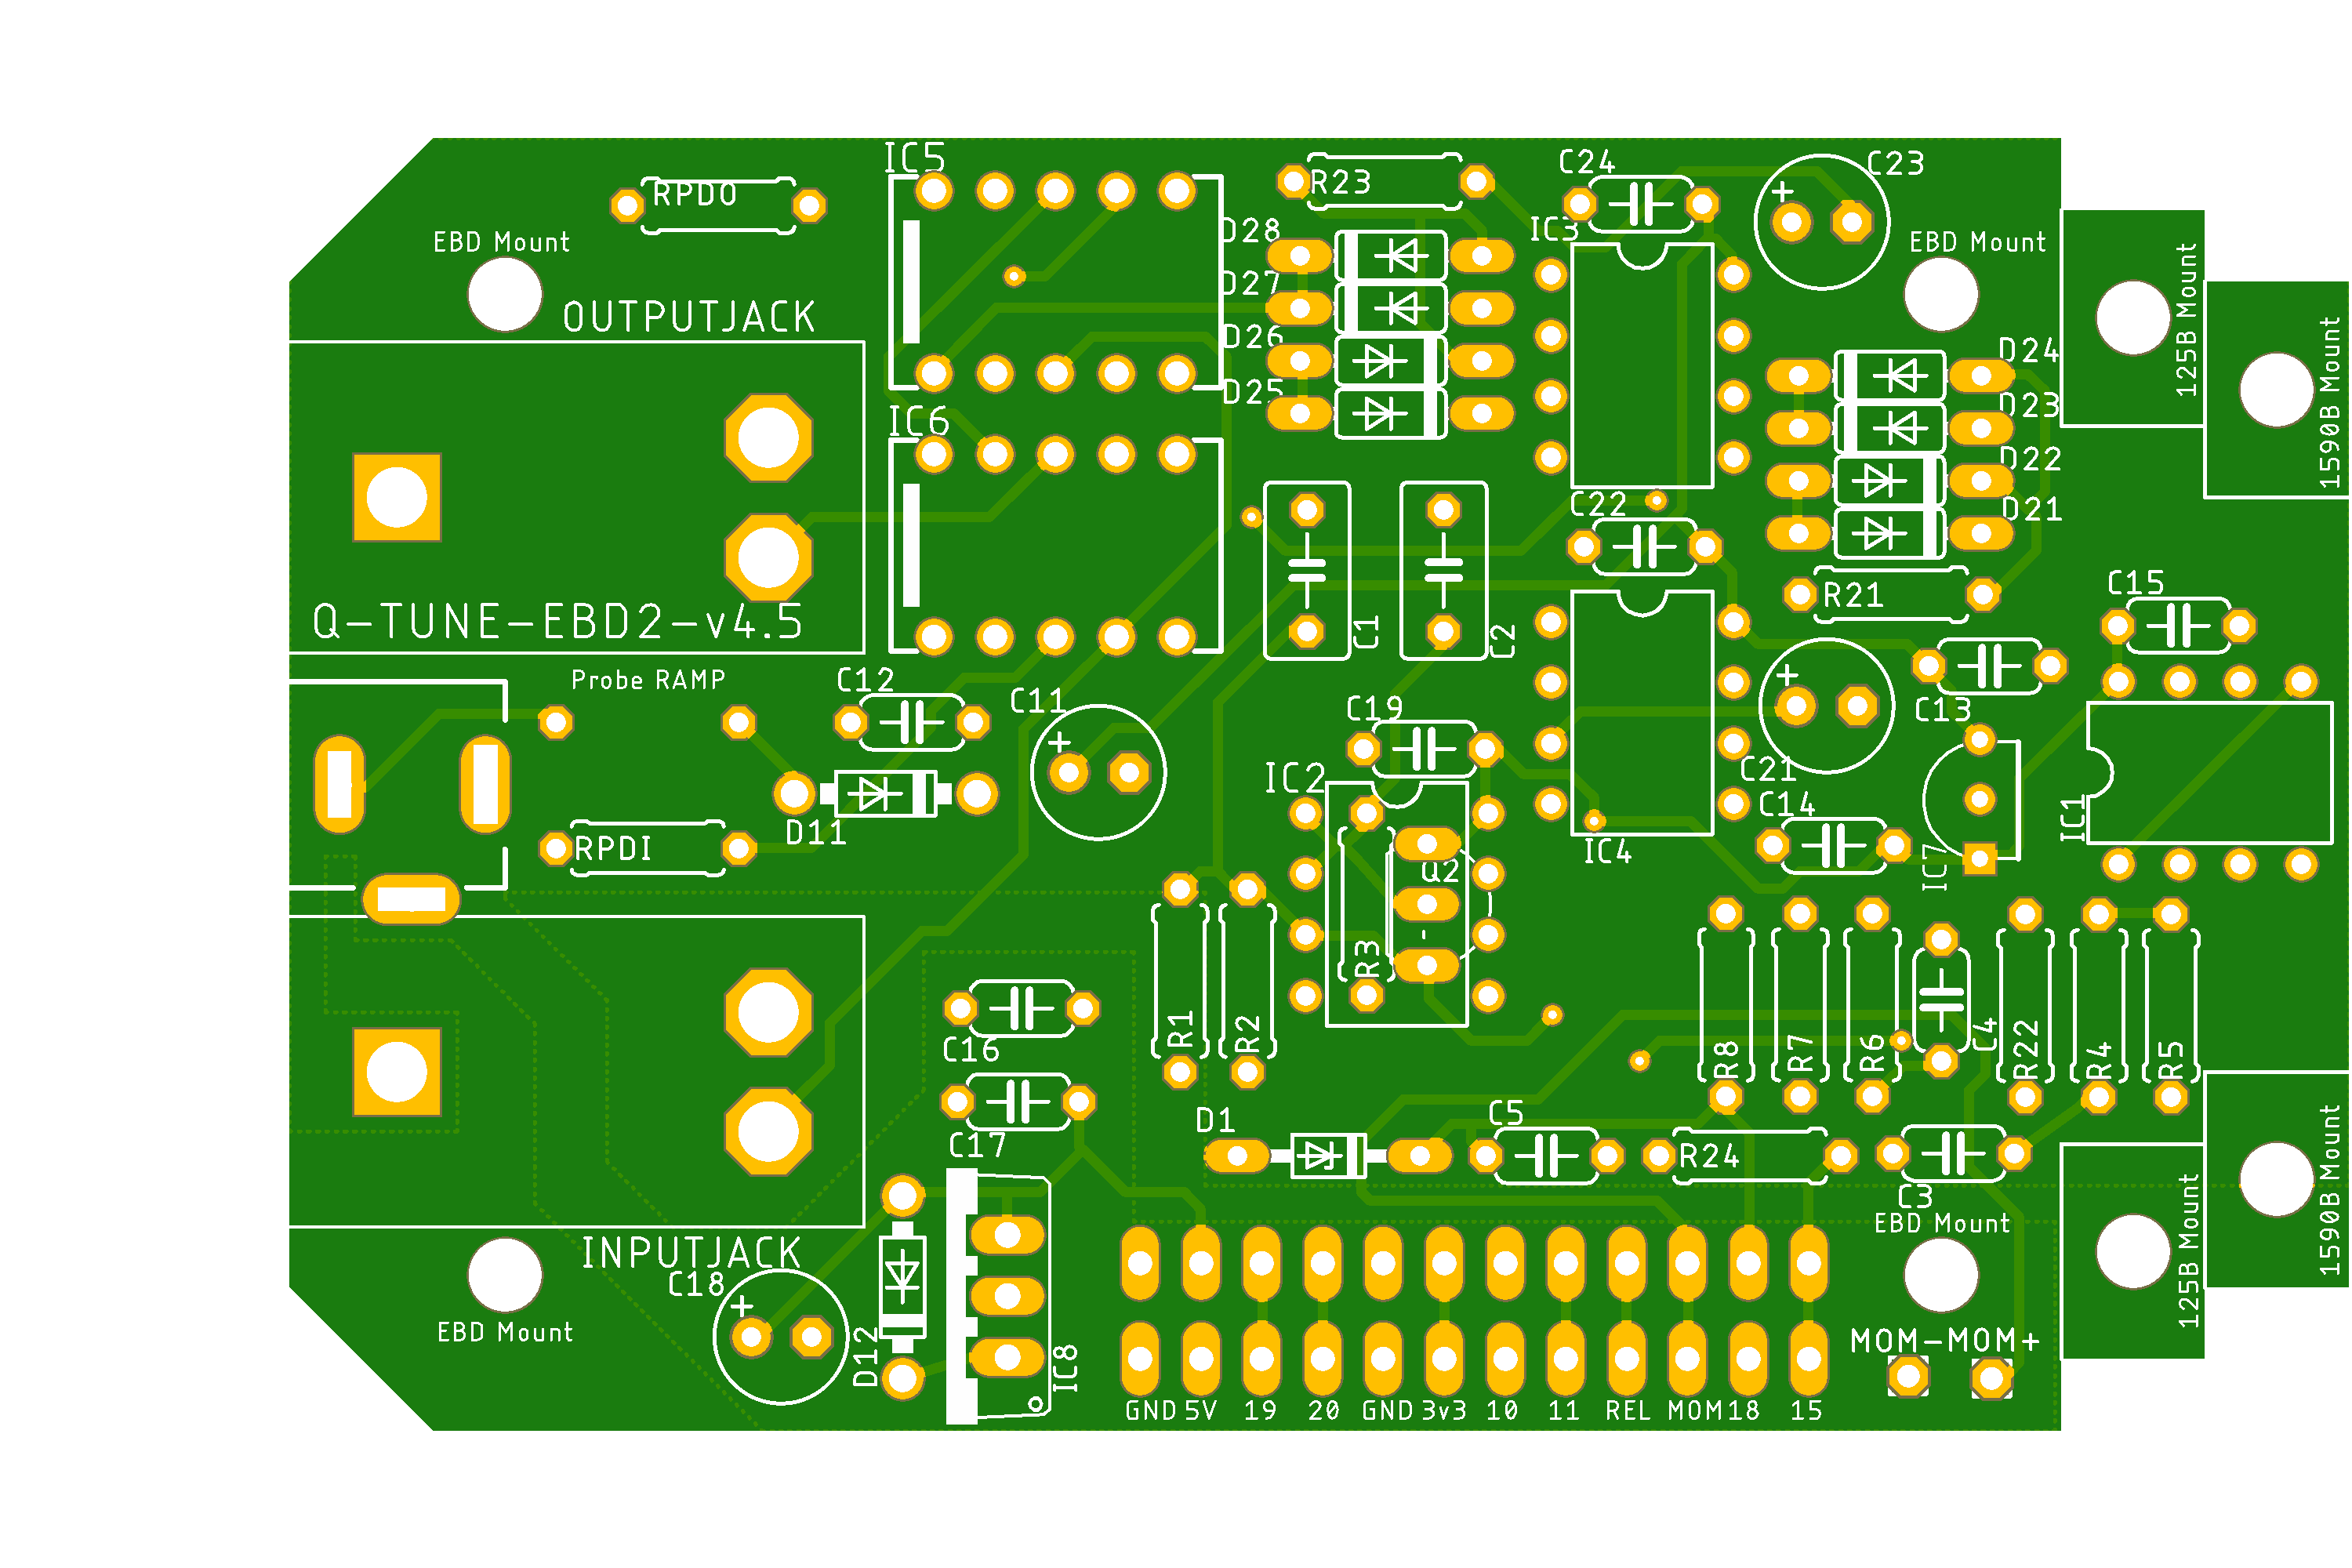 IC5
RPDO
R23
C24
C23
EBD Mount
D28
IC3
EBD Mount
OUTPUTJACK
D27
125B Mount
D26
D24
1590B Mount
D25
D23
IC6
D22
C22
D21
Q-TUNE-EBD2-v4.5
C1
C2
R21
C15
Probe RAMP
C12
C11
C19
C13
IC2
C21
C14
IC1
D11
RPDI
IC4
Q2
IC7
R3
R1
R2
C16
R8
R7
R6
C4
R22
R4
R5
D1
C5
C17
R24
C3
EBD Mount
125B Mount
1590B Mount
INPUTJACK
C18
EBD Mount
D12
IC8
MOM-MOM+
GND 5V 19 20 GND 3v3 10 11 REL MOM 18 15